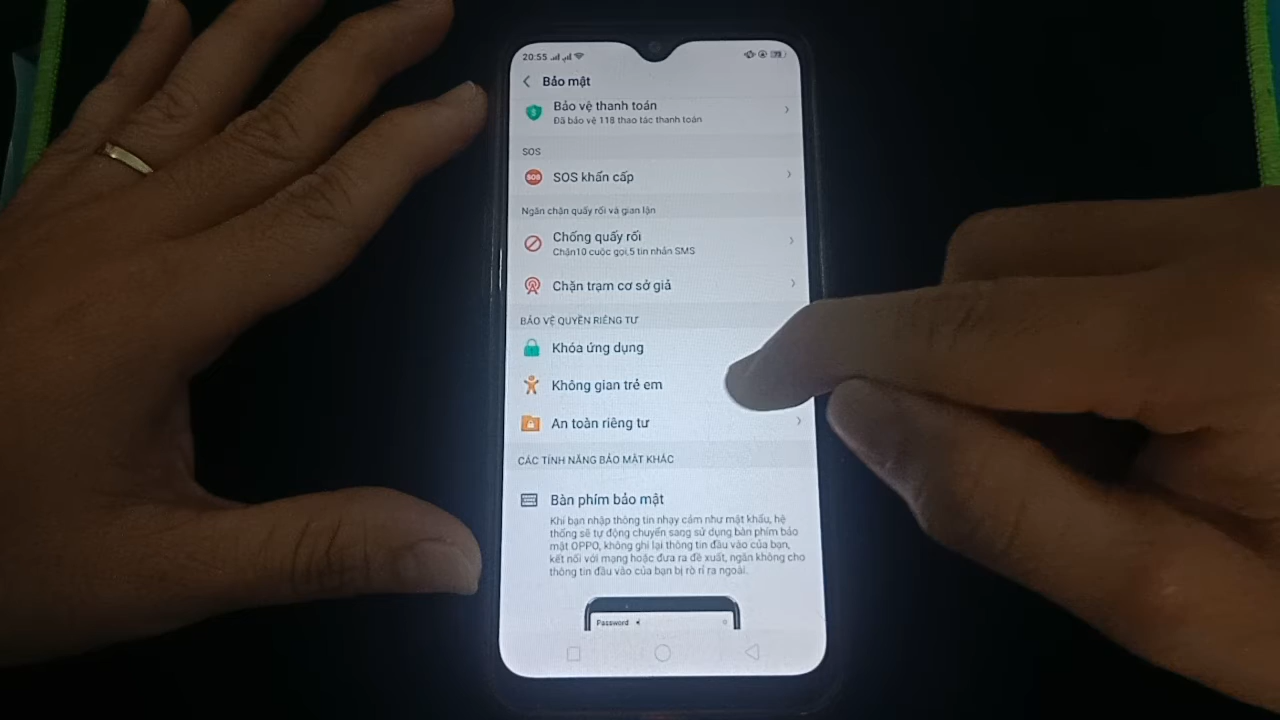 20:55
Bảo mật
Bảo vệ thanh toán
Đã bảo vệ 118 thao tác thanh toán
SOS
SOS SOS khẩn cấp
Ngăn chặn quấy rối và gian lận
Chống quấy rối
Chặn10 cuộc gọi,5 tin nhắn SMS
Chặn trạm cơ sở giả
BẢO VỆ QUYỀN RIÊNG TƯ
Khóa ứng dụng
Không gian trẻ em
An toàn riêng tư
CÁC TÍNH NĂNG BẢO MẬT KHÁC
Bàn phím bảo mật
Khi bạn nhập thông tin nhạy cảm như mật khẩu, hệ
thống sẽ tự động chuyển sang sử dụng bàn phím bảo
mật OPPO, không ghi lại thông tin đầu vào của bạn,
kết nối với mạng hoặc đưa ra đề xuất, ngăn không cho
thông tin đầu vào của bạn bị rò rỉ ra ngoài.
Password